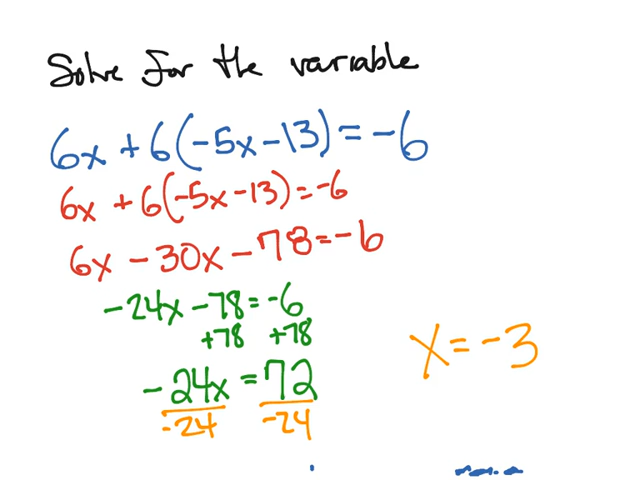 Solve for the variable
6x + 6(-5x - 13) = -6
6x + 6(-5x - 13) = -6
6x - 30x - 78 = -6
-24x - 78 = -6
+78 +78
-24x = 72
-24 -24
x = -3